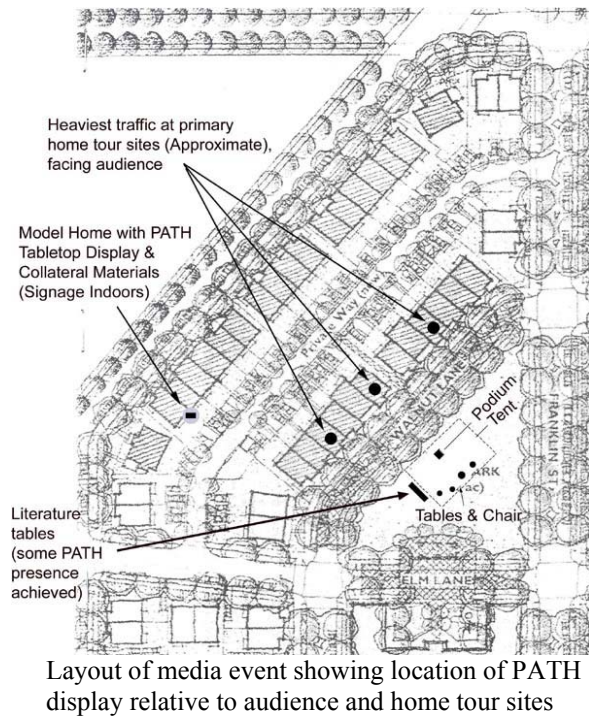 Heaviest traffic at primary
home tour sites (Approximate),
facing audience
Model Home with PATH
Tabletop Display &
Collateral Materials
(Signage Indoors)
WALNUT LANE
Podium
Tent
FRANKLIN ST.
ARK
ac)
Tables & Chair
Literature
tables
(some PATH
presence
achieved)
ELM LANE
Layout of media event showing location of PATH
display relative to audience and home tour sites